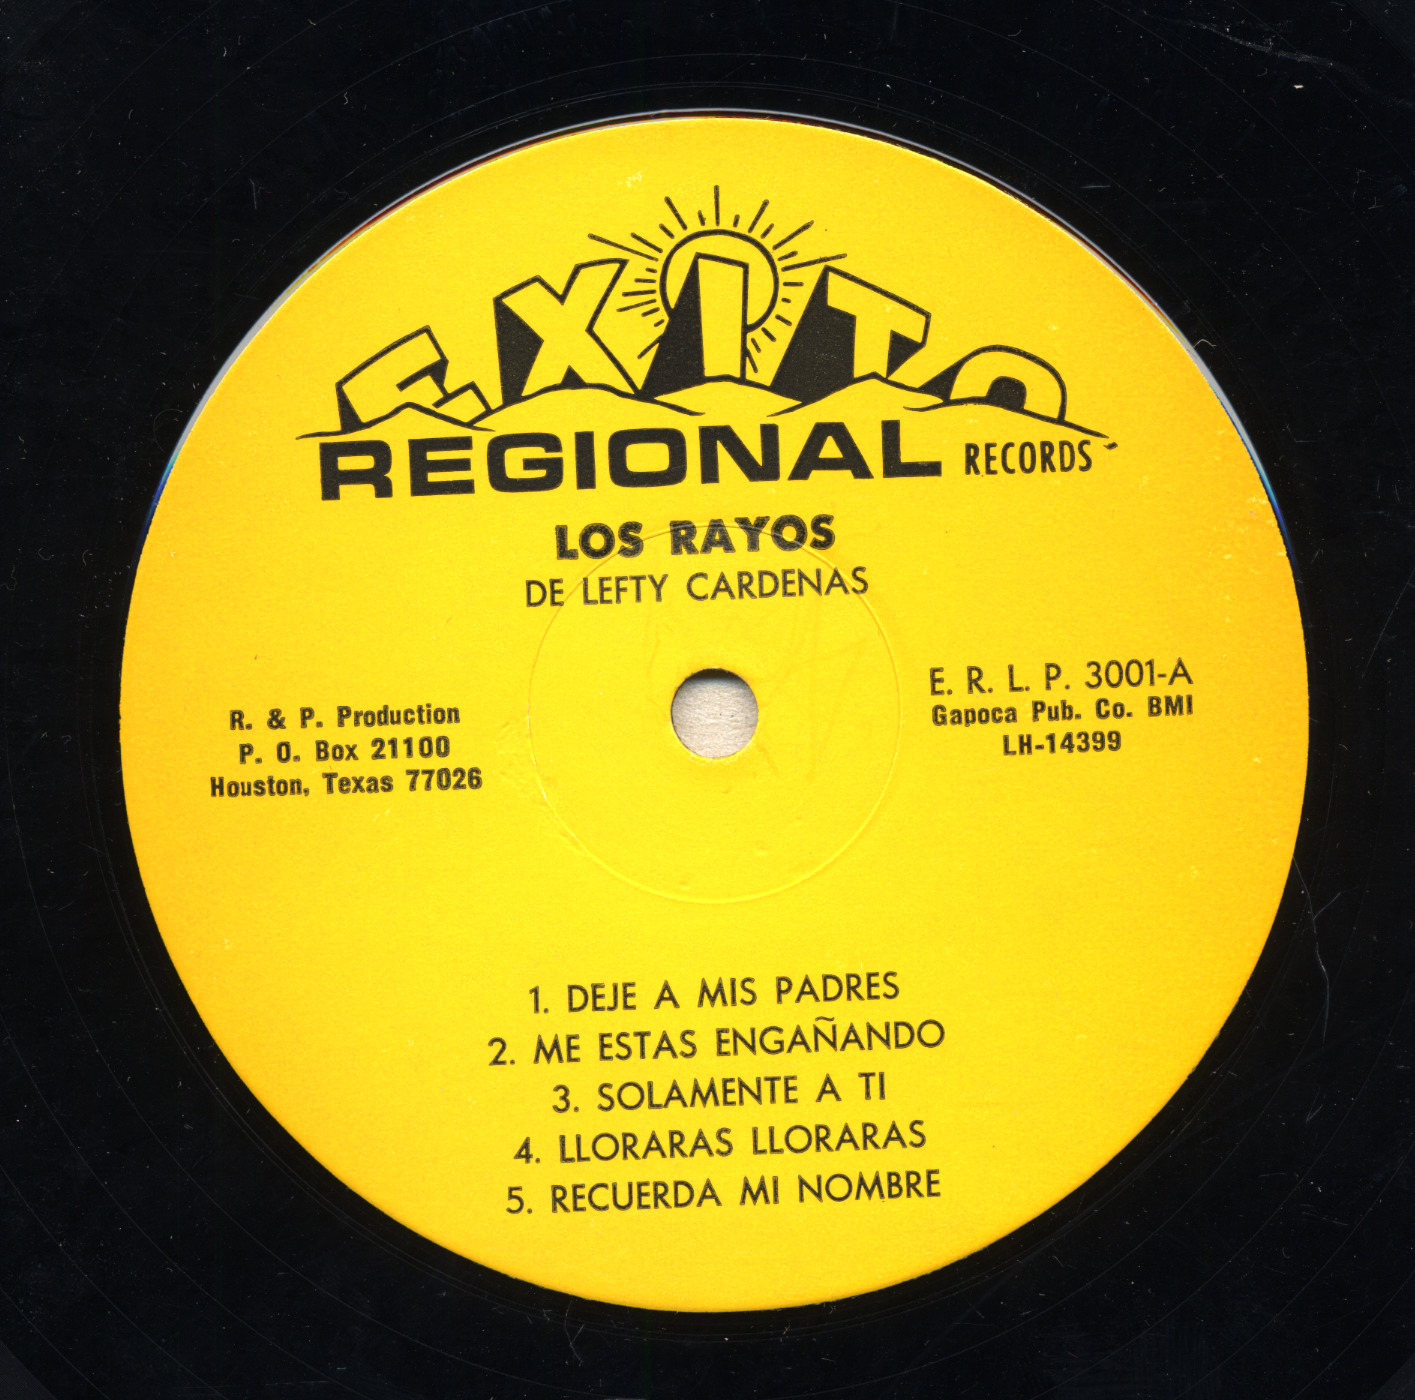 EXITO
REGIONAL RECORDS
LOS RAYOS
DE LEFTY CARDENAS
R. & P. Production
P. O. Box 21100
Houston, Texas 77026
E. R. L. P. 3001-A
Gapoca Pub. Co. BMI
LH-14399
1. DEJE A MIS PADRES
2. ME ESTAS ENGAÑANDO
3. SOLAMENTE A TI
4. LLORARAS LLORARAS
5. RECUERDA MI NOMBRE